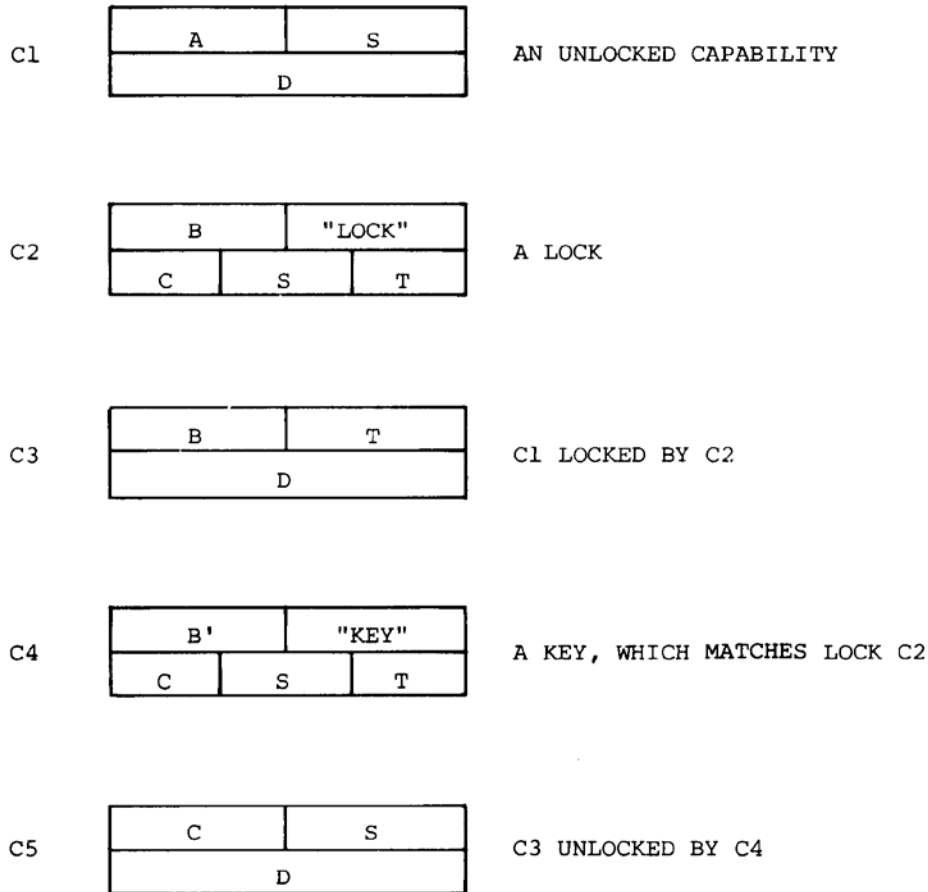 A S
C1 AN UNLOCKED CAPABILITY
D
B "LOCK"
C2 A LOCK
C S T
B T
C3 C1 LOCKED BY C2
D
B' "KEY"
C4 A KEY, WHICH MATCHES LOCK C2
C S T
C S
C5 C3 UNLOCKED BY C4
D